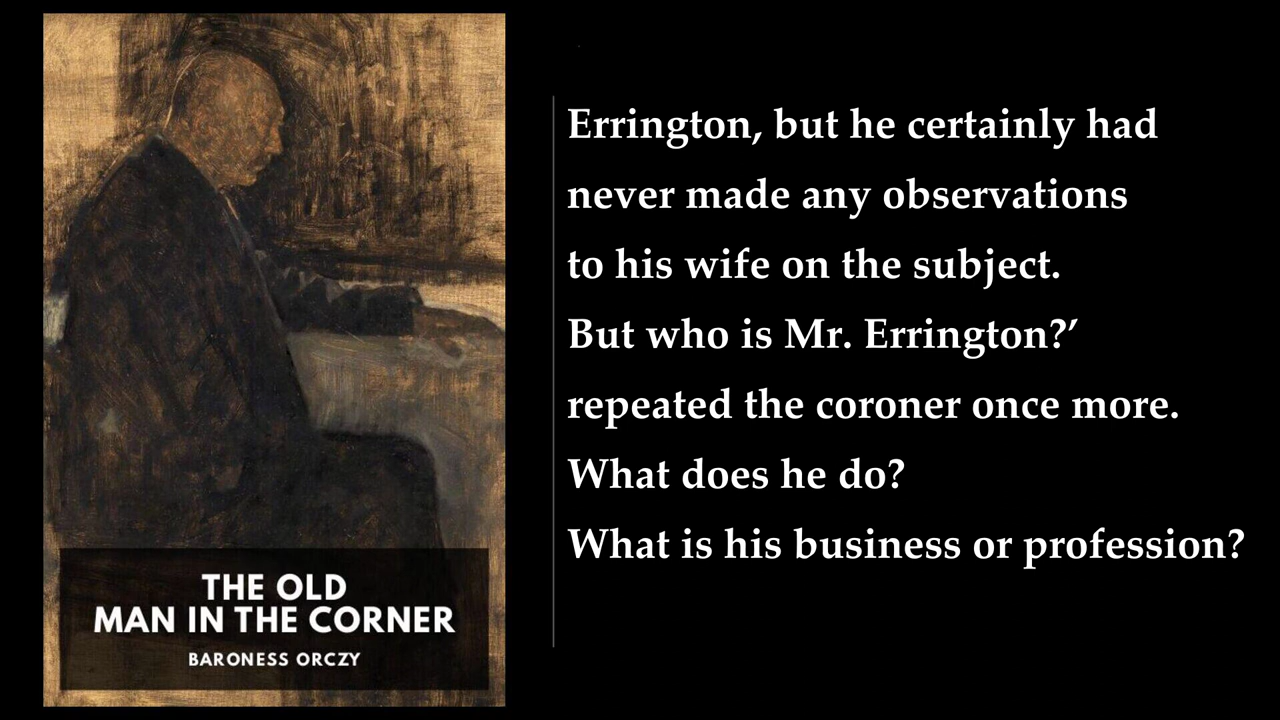 THE OLD
MAN IN THE CORNER
BARONESS ORCZY
Errington, but he certainly had
never made any observations
to his wife on the subject.
But who is Mr. Errington?’
repeated the coroner once more.
What does he do?
What is his business or profession?